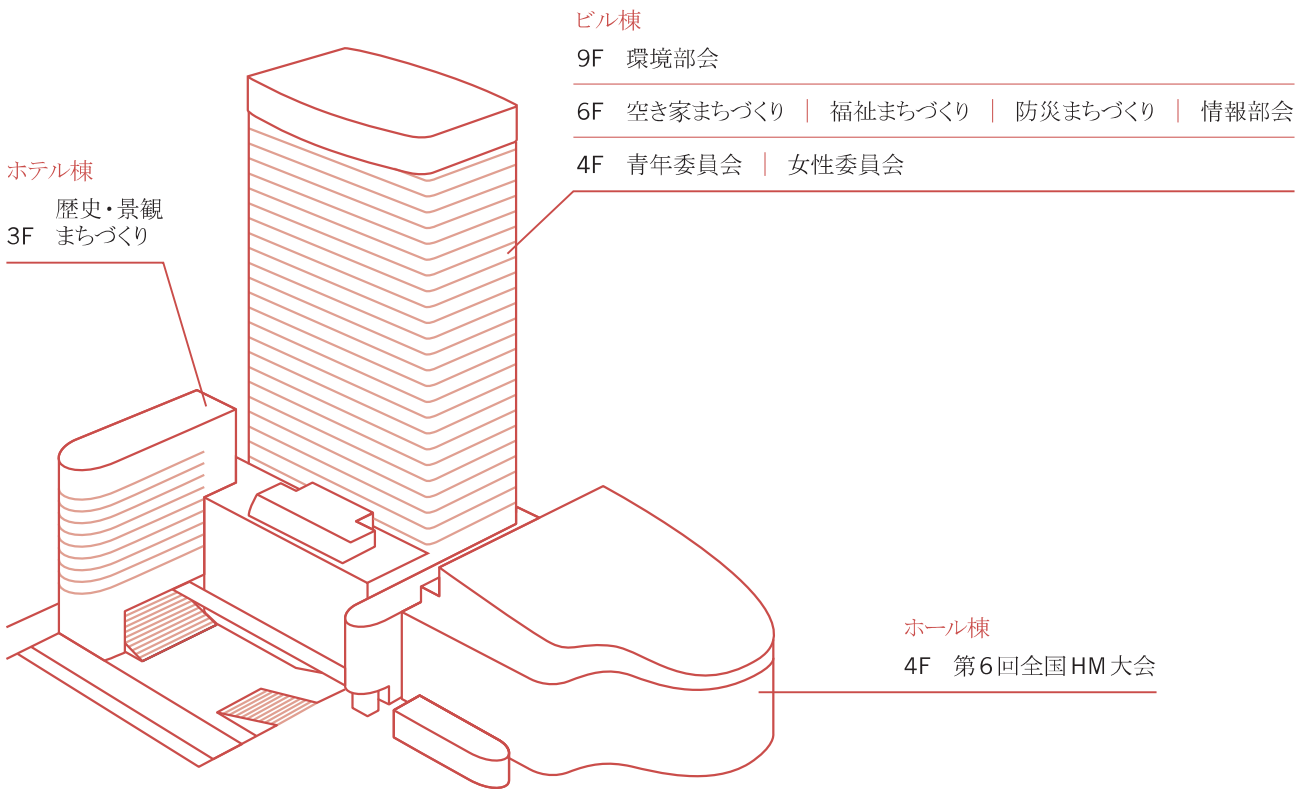 ビル棟
9F 環境部会
6F 空き家まちづくり | 福祉まちづくり | 防災まちづくり | 情報部会
4F 青年委員会 | 女性委員会
ホテル棟
歴史・景観
3F まちづくり
ホール棟
4F 第6回全国HM大会